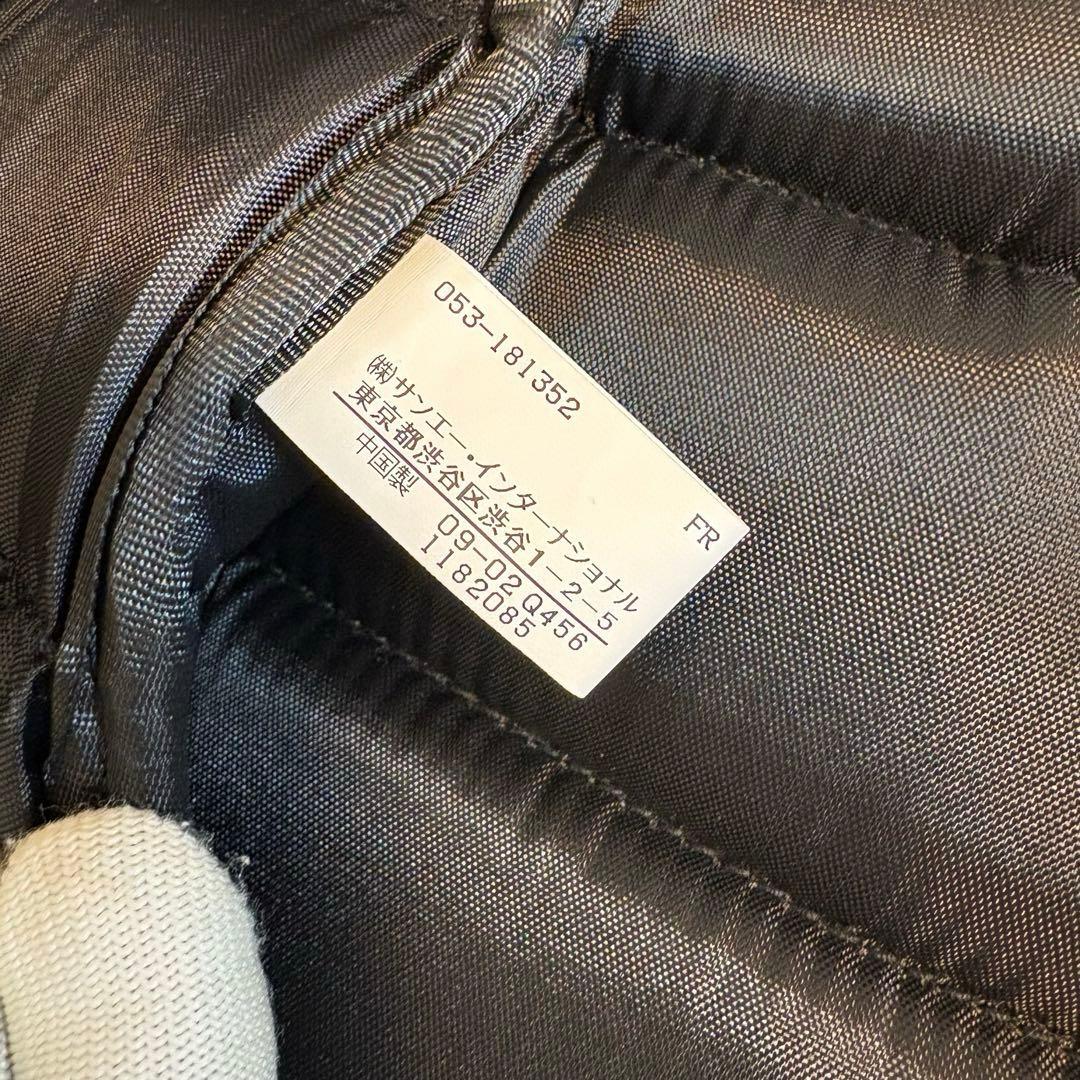 053-181352
FR
㈱サンエー・インターナショナル
東京都渋谷区渋谷1-2-5
中国製 09-02 Q456
1182085